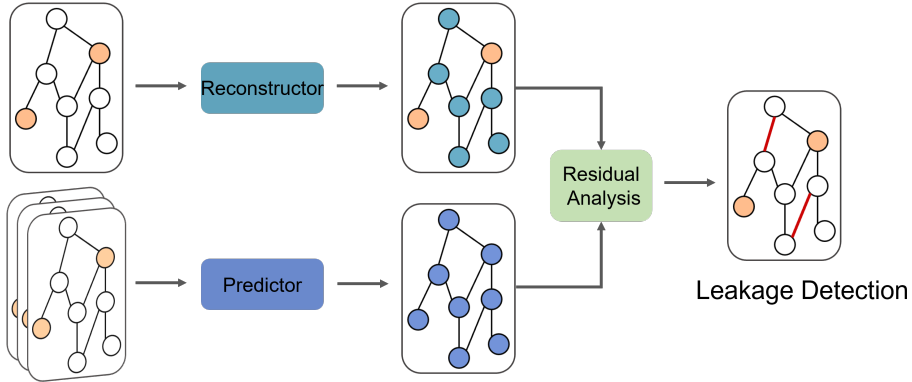 Reconstructor
Residual
Analysis
Predictor
Leakage Detection